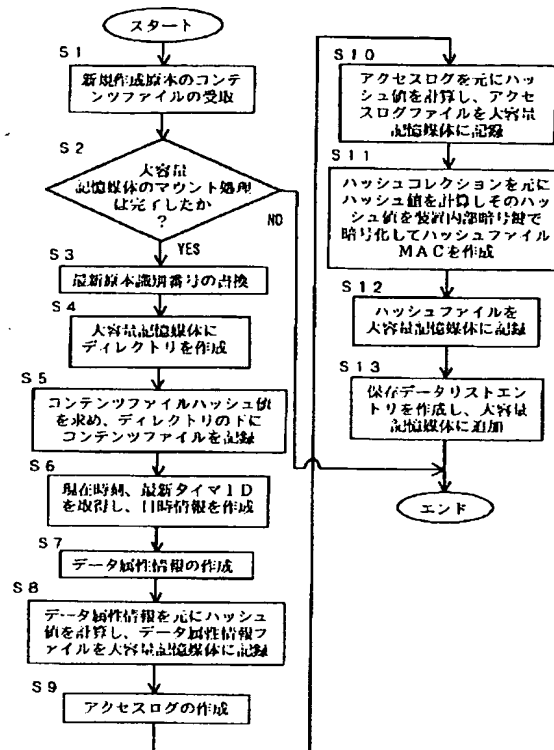 スタート
S1
新規作成原本のコンテ
ンツファイルの受取
S2
大容量
記憶媒体のマウント処理
は完了したか
?
NO
YES
S3
最新原本識別番号の書換
S4
大容量記憶媒体に
ディレクトリを作成
S5
コンテンツファイルハッシュ値
を求め、ディレクトリの下に
コンテンツファイルを記録
S6
現在時刻、最新タイマID
を取得し、日時情報を作成
S7
データ属性情報の作成
S8
データ属性情報を元にハッシュ
値を計算し、データ属性情報フ
ァイルを大容量記憶媒体に記録
S9
アクセスログの作成
S10
アクセスログを元にハッ
シュ値を計算し、アクセ
スログファイルを大容量
記憶媒体に記録
S11
ハッシュコレクションを元に
ハッシュ値を計算しそのハッ
シュ値を装置内部暗号鍵で
暗号化してハッシュファイル
MACを作成
S12
ハッシュファイルを
大容量記憶媒体に記録
S13
保存データリストエン
トリを作成し、大容量
記憶媒体に追加
エンド